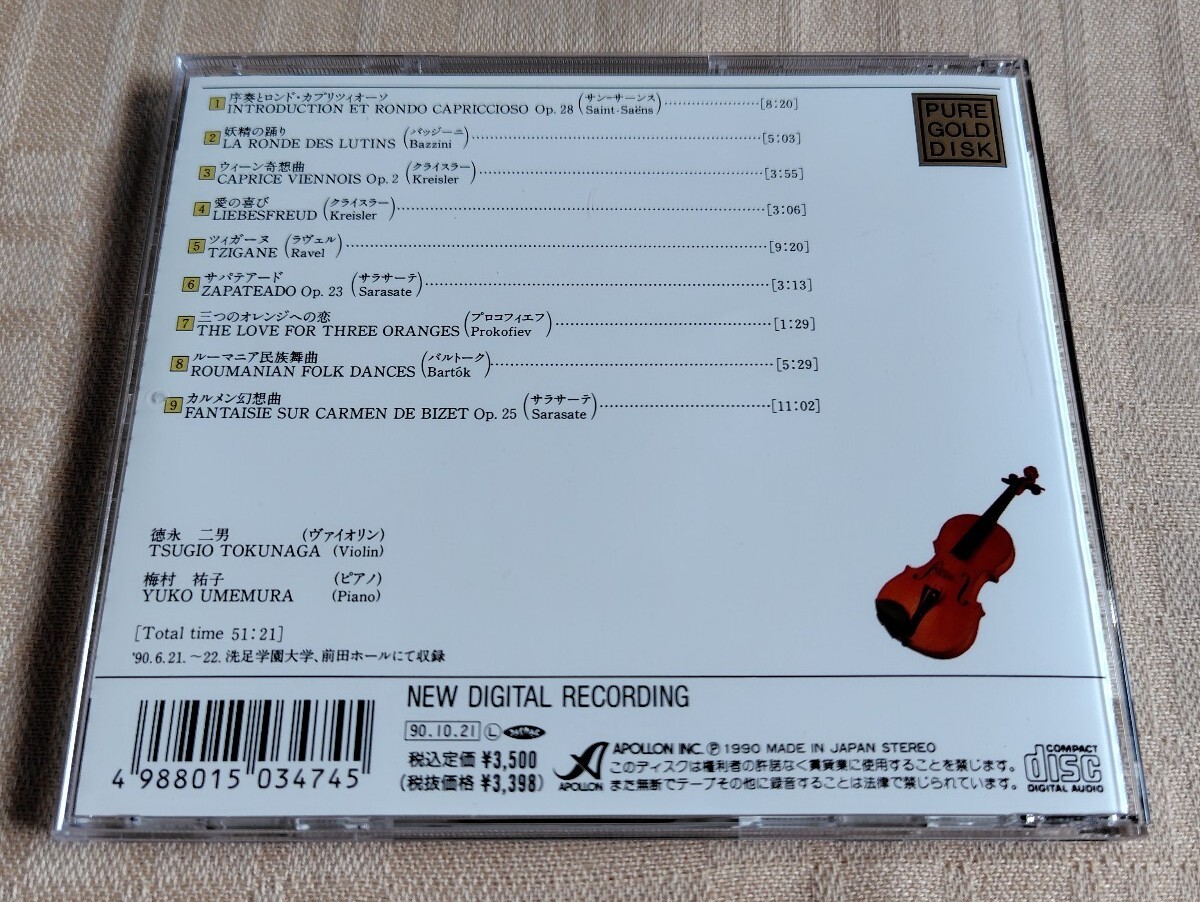 1 序奏とロンド・カプリツィオーソ
INTRODUCTION ET RONDO CAPRICCIOSO Op. 28 (サン=サーンス Saint-Saëns) [8:20]
2 妖精の踊り
LA RONDE DES LUTINS (バッジーニ Bazzini) [5:03]
3 ウィーン奇想曲
CAPRICE VIENNOIS Op. 2 (クライスラー Kreisler) [3:55]
4 愛の喜び
LIEBESFREUD (クライスラー Kreisler) [3:06]
5 ツィガーヌ
TZIGANE (ラヴェル Ravel) [9:20]
6 サパテアード
ZAPATEADO Op. 23 (サラサーテ Sarasate) [3:13]
7 三つのオレンジへの恋
THE LOVE FOR THREE ORANGES (プロコフィエフ Prokofiev) [1:29]
8 ルーマニア民族舞曲
ROUMANIAN FOLK DANCES (バルトーク Bartók) [5:29]
9 カルメン幻想曲
FANTAISIE SUR CARMEN DE BIZET Op. 25 (サラサーテ Sarasate) [11:02]
PURE
GOLD
DISK
徳永 二男 (ヴァイオリン)
TSUGIO TOKUNAGA (Violin)
梅村 祐子 (ピアノ)
YUKO UMEMURA (Piano)
[Total time 51:21]
'90.6.21.～22. 洗足学園大学、前田ホールにて収録
4 988015 034745
NEW DIGITAL RECORDING
90.10.21 Ⓛ
税込定価 ¥3,500
(税抜価格 ¥3,398)
APOLLON
APOLLON INC. Ⓟ 1990 MADE IN JAPAN STEREO
このディスクは権利者の許諾なく賃貸業に使用することを禁じます。
また無断でテープその他に録音することは法律で禁じられています。
COMPACT
disc
DIGITAL AUDIO